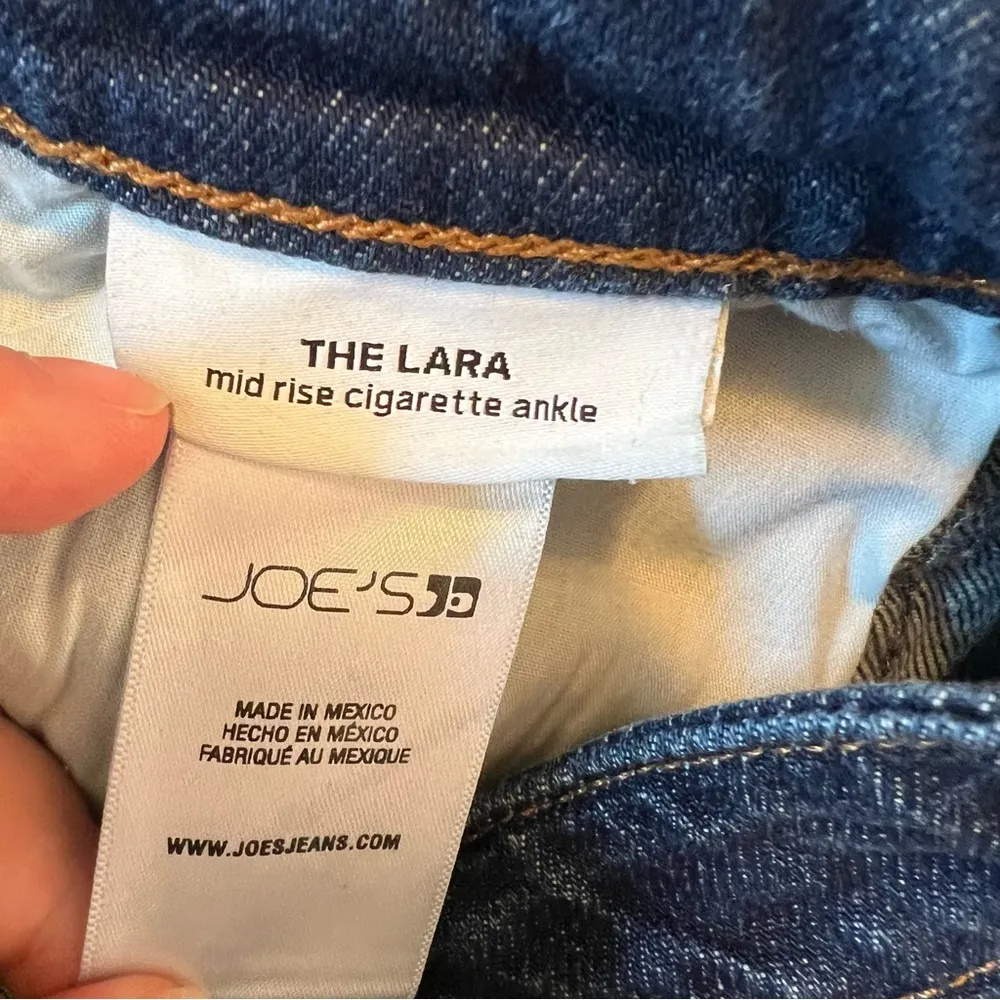 THE LARA
mid rise cigarette ankle
JOE'S
MADE IN MEXICO
HECHO EN MÉXICO
FABRIQUÉ AU MEXIQUE
WWW.JOESJEANS.COM